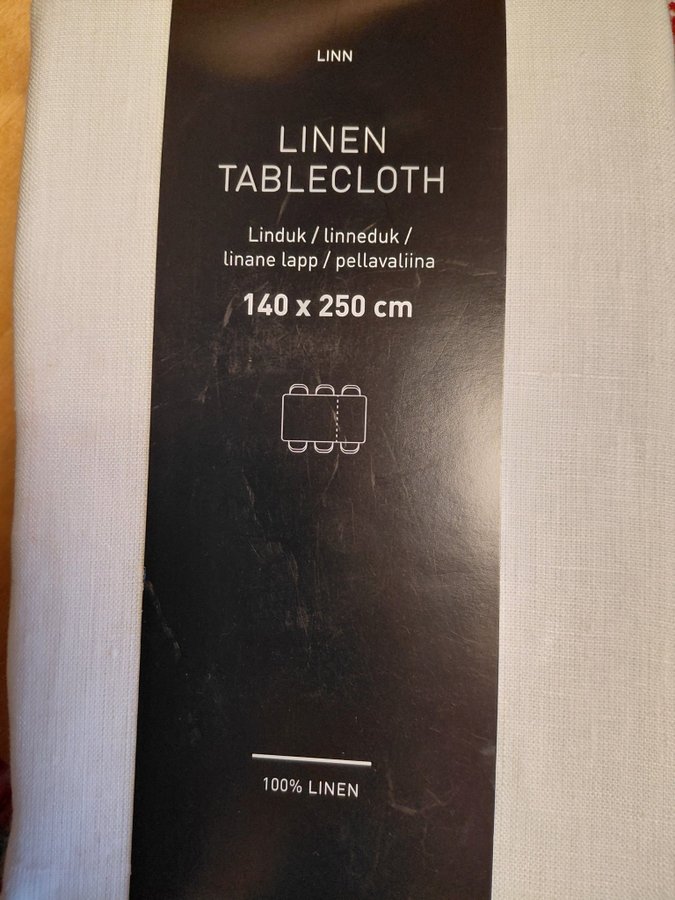 LINN
LINEN
TABLECLOTH
Linduk / linneduk /
linane lapp / pellavaliina
140 x 250 cm
100% LINEN